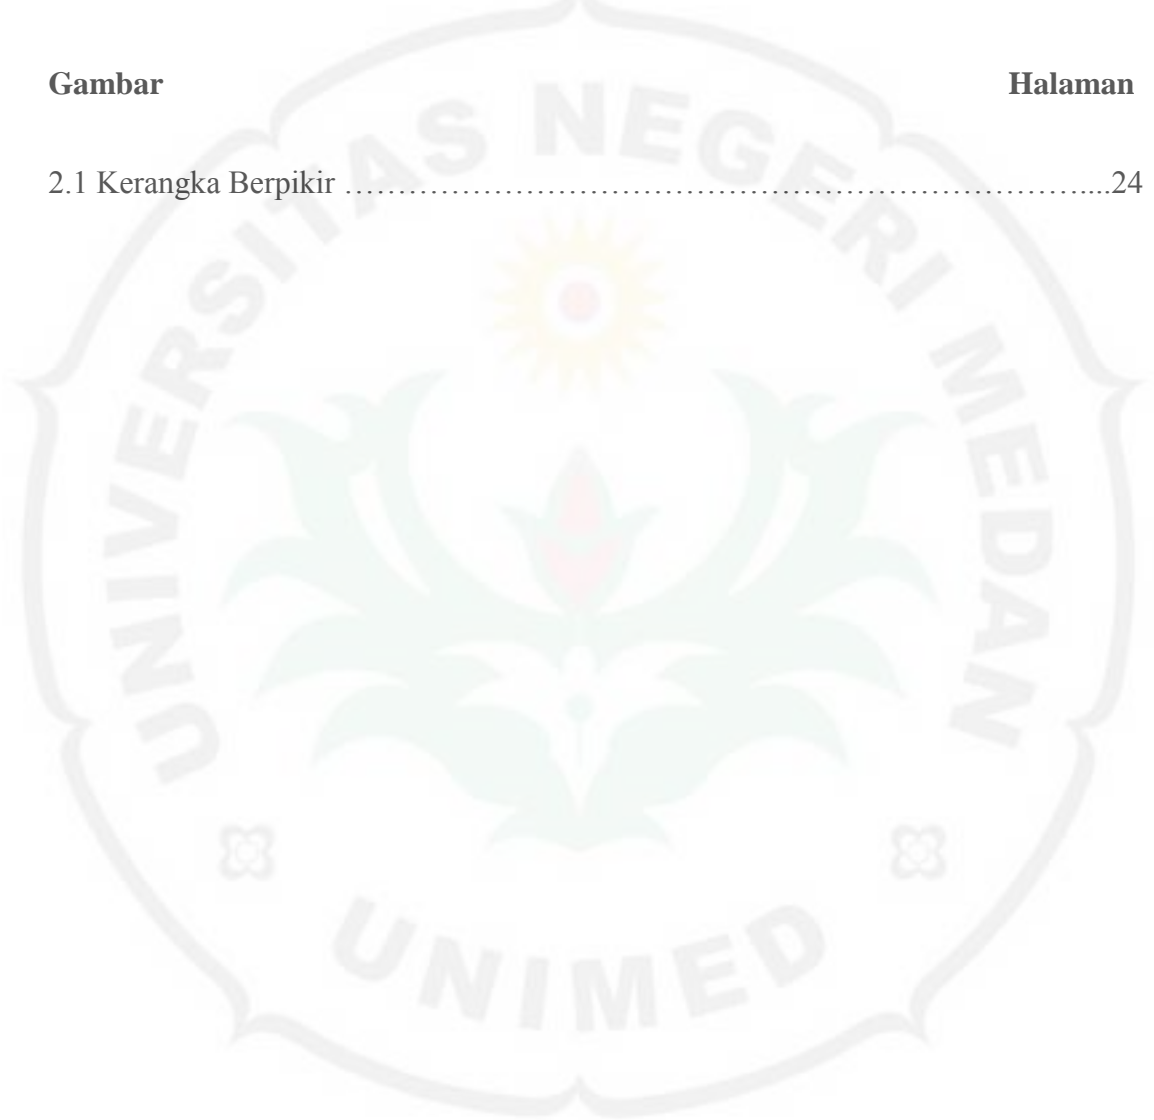 Gambar Halaman
2.1 Kerangka Berpikir ……………………………………………………………………....24
UNIVERSITAS NEGERI MEDAN
UNIMED